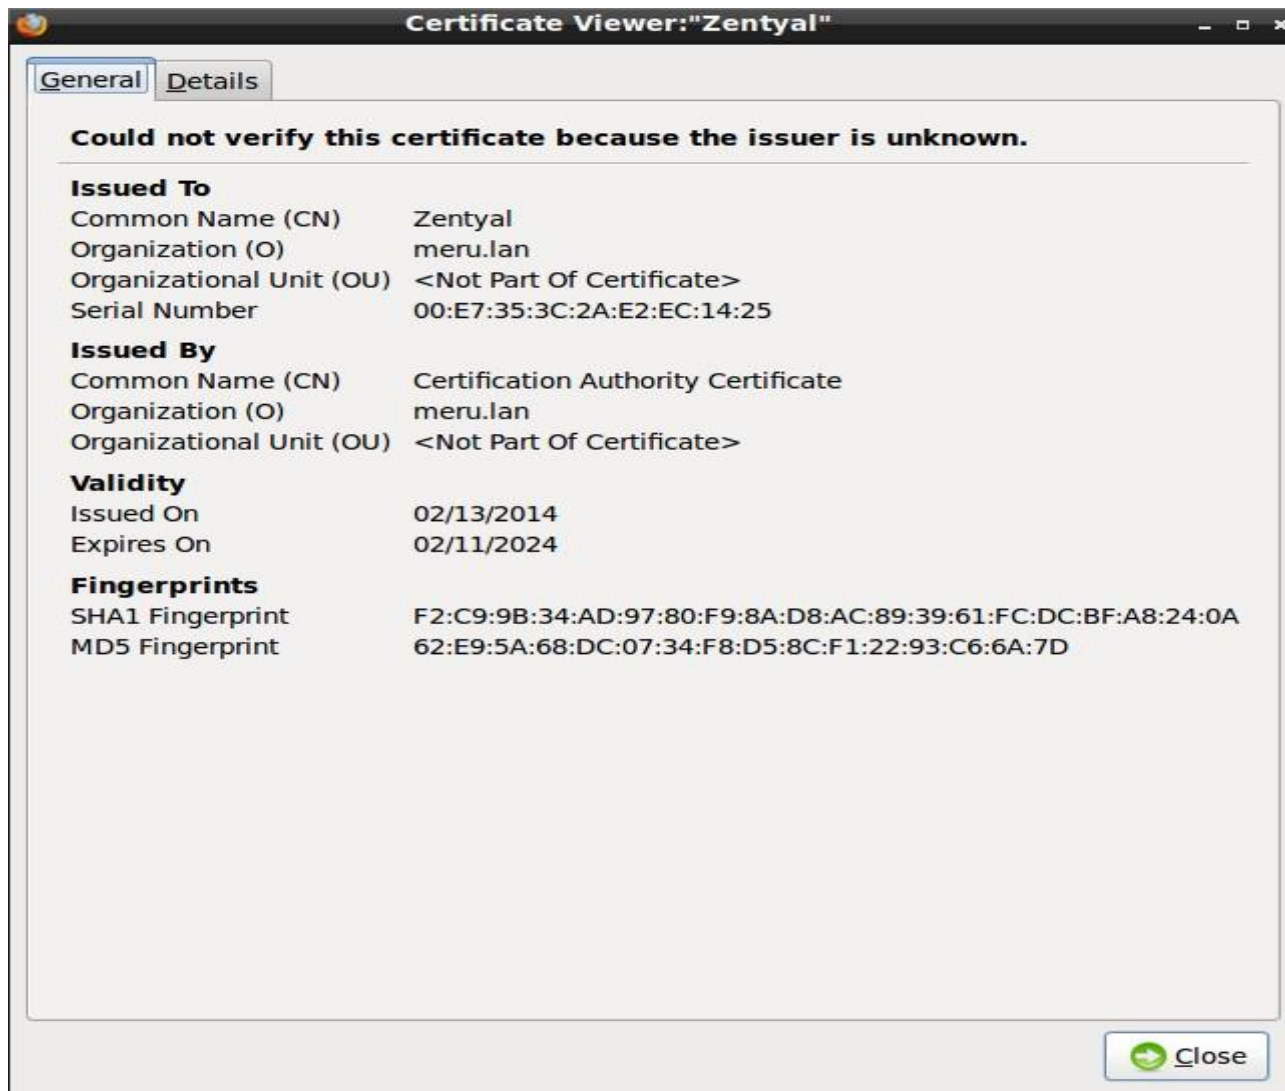 Certificate Viewer:"Zentyal"
General Details
Could not verify this certificate because the issuer is unknown.
Issued To
Common Name (CN) Zentyal
Organization (O) meru.lan
Organizational Unit (OU) <Not Part Of Certificate>
Serial Number 00:E7:35:3C:2A:E2:EC:14:25
Issued By
Common Name (CN) Certification Authority Certificate
Organization (O) meru.lan
Organizational Unit (OU) <Not Part Of Certificate>
Validity
Issued On 02/13/2014
Expires On 02/11/2024
Fingerprints
SHA1 Fingerprint F2:C9:9B:34:AD:97:80:F9:8A:D8:AC:89:39:61:FC:DC:BF:A8:24:0A
MD5 Fingerprint 62:E9:5A:68:DC:07:34:F8:D5:8C:F1:22:93:C6:6A:7D
Close